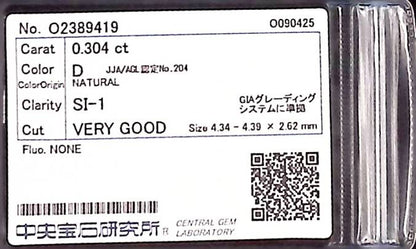 No. O2389419 O090425
Carat 0.304 ct
Color D JJA/AGL認定No.204
ColorOrigin NATURAL
Clarity SI-1 GIAグレーディング
システムに準拠
Cut VERY GOOD Size 4.34 - 4.39 × 2.62 mm
Fluo. NONE
中央宝石研究所® CENTRAL GEM
LABORATORY